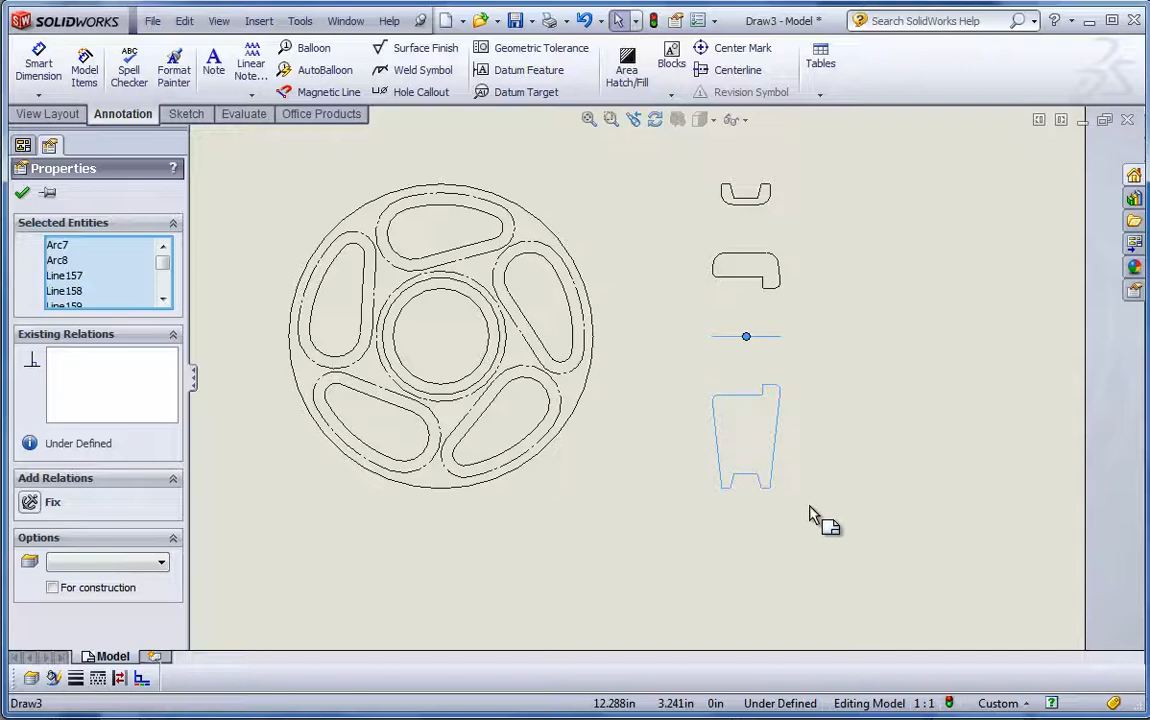 SOLIDWORKS File Edit View Insert Tools Window Help Draw3 - Model * Search SolidWorks Help
Smart Dimension
Model Items
ABC Spell Checker
Format Painter
A Note
Linear Note...
Balloon
AutoBalloon
Magnetic Line
Surface Finish
Weld Symbol
Hole Callout
Geometric Tolerance
Datum Feature
Datum Target
Area Hatch/Fill
Blocks
Center Mark
Centerline
Revision Symbol
Tables
View Layout Annotation Sketch Evaluate Office Products
Properties ?
Selected Entities
Arc7
Arc8
Line157
Line158
Line159
Existing Relations
Under Defined
Add Relations
Fix
Options
For construction
Model
Draw3 12.288in 3.241in 0in Under Defined Editing Model 1 : 1 Custom ?